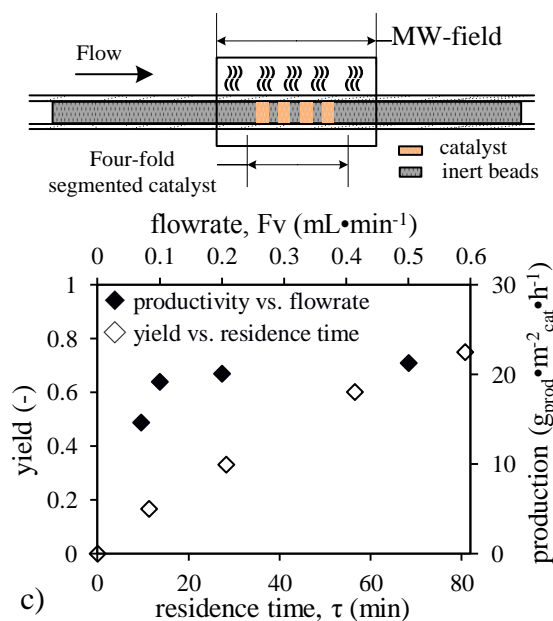 MW-field
Flow
Four-fold
segmented catalyst
catalyst
inert beads
flowrate, Fv (mL•min⁻¹)
0 0.1 0.2 0.3 0.4 0.5 0.6
productivity vs. flowrate
yield vs. residence time
1
0.8
0.6
0.4
0.2
0
yield (-)
30
20
10
0
production (g_prod•m⁻²_cat•h⁻¹)
0 20 40 60 80
residence time, τ (min)
c)